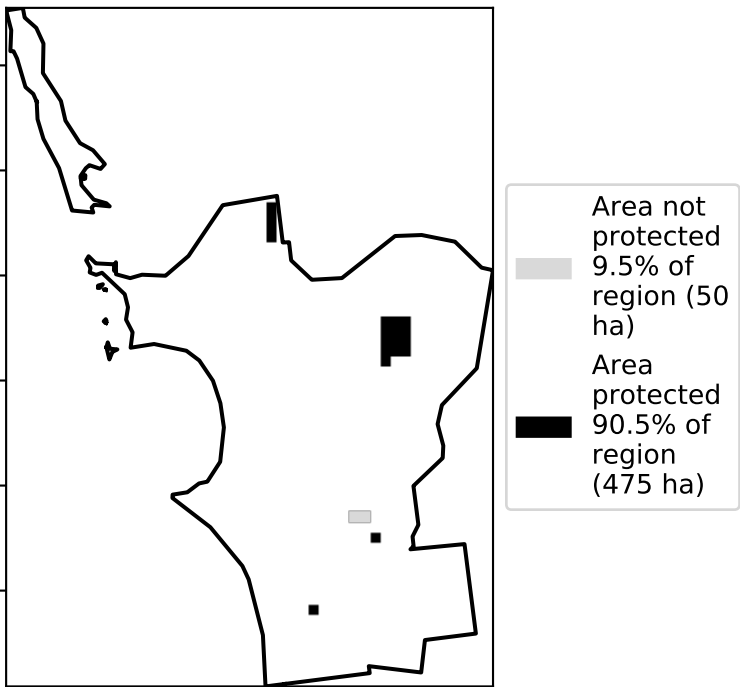 Area not
protected
9.5% of
region (50
ha)
Area
protected
90.5% of
region
(475 ha)